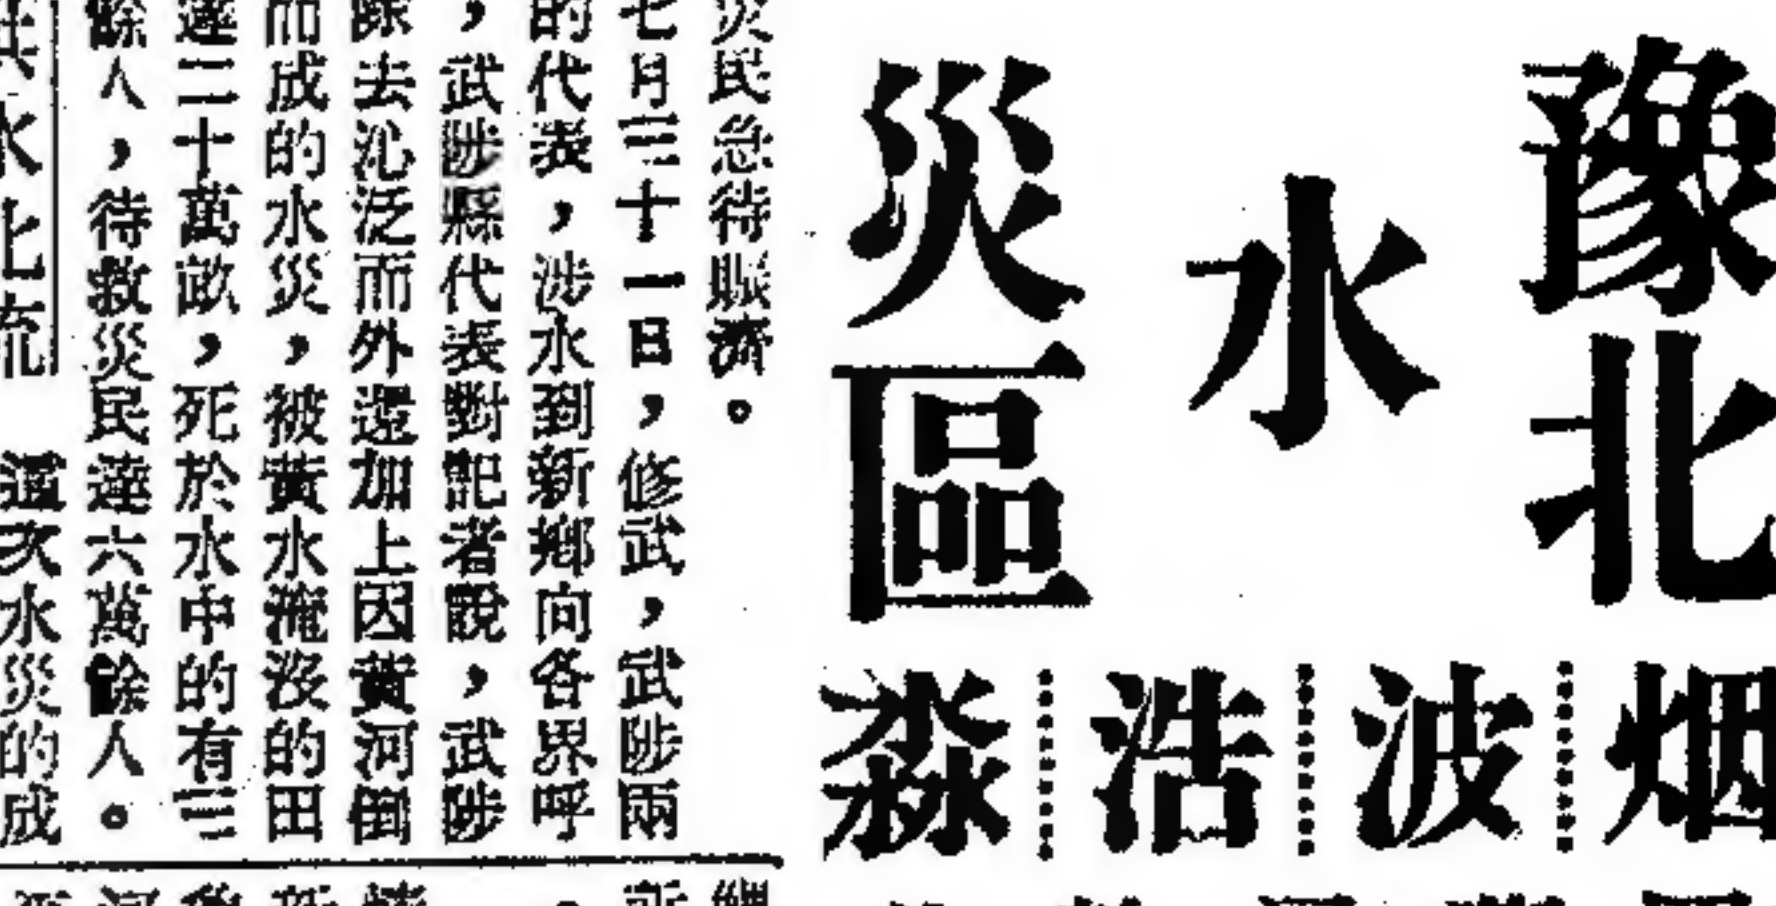 豫北
水
災區
烟波浩淼
災民急待賑濟。
七月三十一日，修武，武陟兩
的代表，涉水到新鄉向各界呼
，武陟縣代表對記者說，武陟
除去沁泛而外還加上因黃河倒
而成的水災，被黃水淹沒的田
達二十萬畝，死於水中的有三
餘人，待救災民達六萬餘人。
水北流　這次水災的成